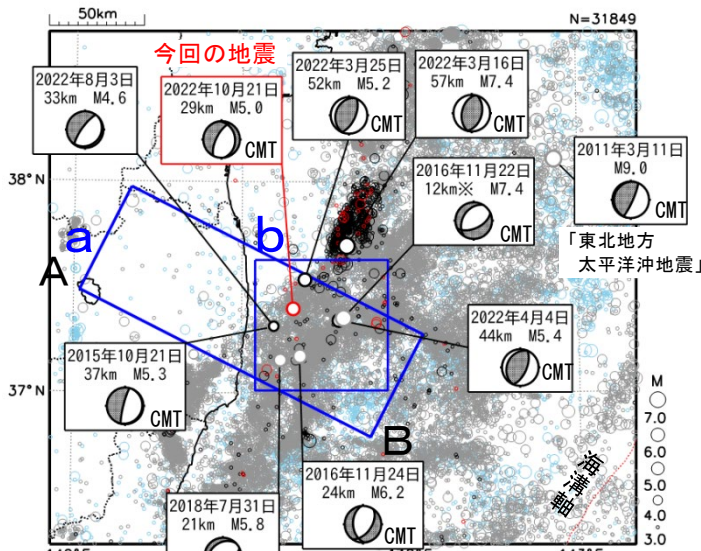 50km
N=31849
今回の地震
2022年8月3日
33km M4.6
2022年10月21日
29km M5.0
CMT
2022年3月25日
52km M5.2
CMT
2022年3月16日
57km M7.4
CMT
2011年3月11日
M9.0
CMT
「東北地方
太平洋沖地震」
2016年11月22日
12km※ M7.4
CMT
38°N
a
b
A
2015年10月21日
37km M5.3
CMT
2022年4月4日
44km M5.4
CMT
37°N
B
2018年7月31日
21km M5.8
2016年11月24日
24km M6.2
CMT
海溝軸
M
7.0
6.0
5.0
4.0
3.0